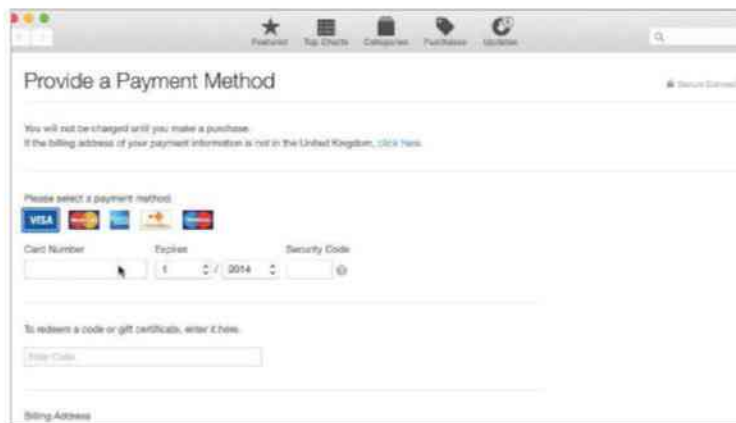 Featured Top Charts Categories Purchases Updates
Provide a Payment Method
You will not be charged until you make a purchase.
If the billing address of your payment information is not in the United Kingdom, click here.
Please select a payment method.
VISA
Card Number Expires Security Code
1 / 2014
To redeem a code or gift certificate, enter it here.
Enter Code
Billing Address